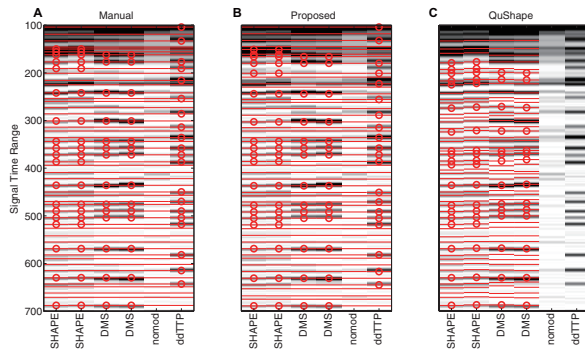 A Manual
B Proposed
C QuShape
Signal Time Range
100
200
300
400
500
600
700
SHAPE
SHAPE
DMS
DMS
nomod
ddTTP
SHAPE
SHAPE
DMS
DMS
nomod
ddTTP
SHAPE
SHAPE
DMS
DMS
nomod
ddTTP